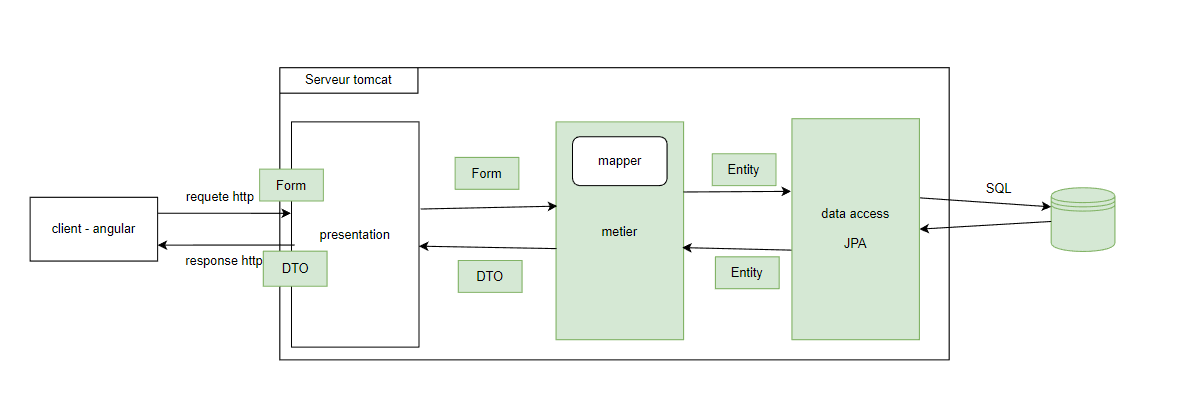 Serveur tomcat
client - angular
requete http
response http
Form
DTO
presentation
Form
DTO
mapper
metier
Entity
Entity
data access
JPA
SQL